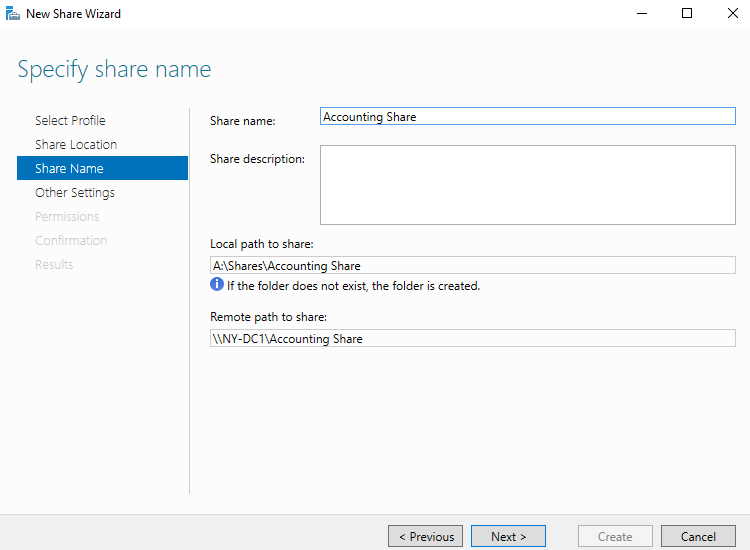 New Share Wizard
Specify share name
Select Profile
Share Location
Share Name
Other Settings
Permissions
Confirmation
Results
Share name:
Accounting Share
Share description:
Local path to share:
A:\Shares\Accounting Share
If the folder does not exist, the folder is created.
Remote path to share:
\\NY-DC1\Accounting Share
< Previous
Next >
Create
Cancel